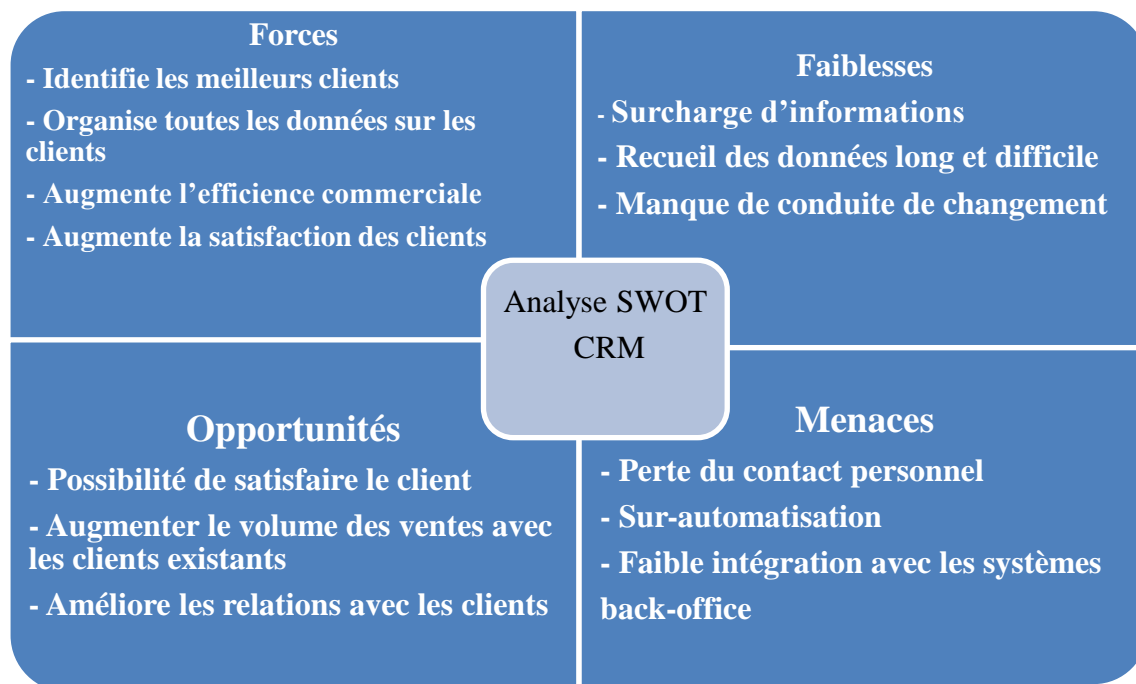 Forces
- Identifie les meilleurs clients
- Organise toutes les données sur les
clients
- Augmente l’efficience commerciale
- Augmente la satisfaction des clients
Faiblesses
- Surcharge d’informations
- Recueil des données long et difficile
- Manque de conduite de changement
Analyse SWOT
CRM
Opportunités
- Possibilité de satisfaire le client
- Augmenter le volume des ventes avec
les clients existants
- Améliore les relations avec les clients
Menaces
- Perte du contact personnel
- Sur-automatisation
- Faible intégration avec les systèmes
back-office